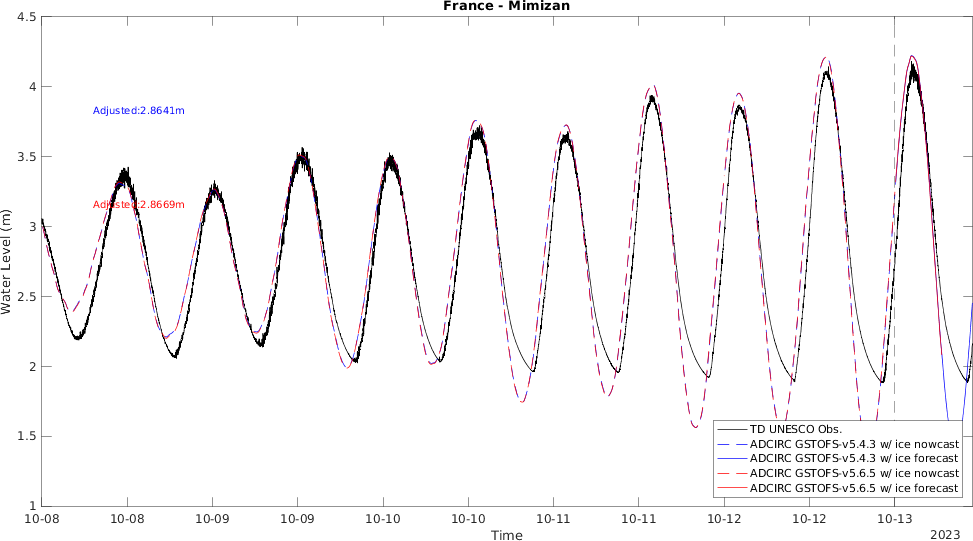 France - Mimizan
4.5
4
3.5
3
2.5
2
1.5
1
Water Level (m)
Adjusted:2.8641m
Adjusted:2.8669m
TD UNESCO Obs.
ADCIRC GSTOFS-v5.4.3 w/ ice nowcast
ADCIRC GSTOFS-v5.4.3 w/ ice forecast
ADCIRC GSTOFS-v5.6.5 w/ ice nowcast
ADCIRC GSTOFS-v5.6.5 w/ ice forecast
10-08 10-08 10-09 10-09 10-10 10-10 10-11 10-11 10-12 10-12 10-13
Time
2023